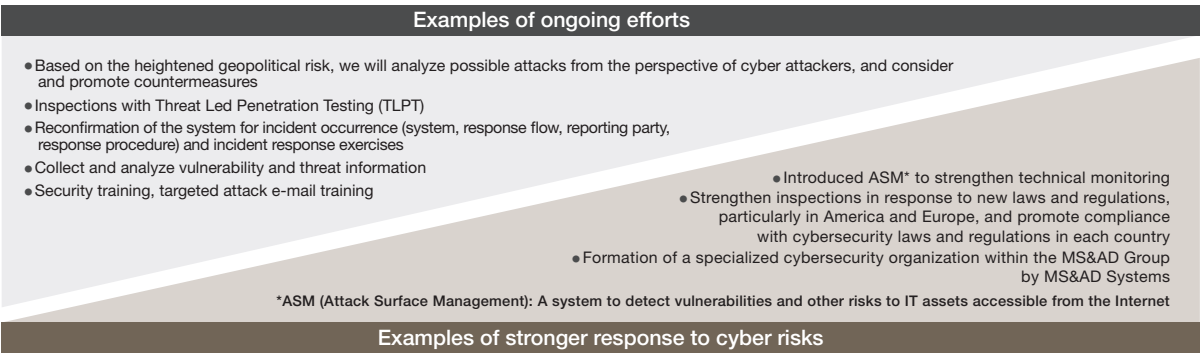 Examples of ongoing efforts
●Based on the heightened geopolitical risk, we will analyze possible attacks from the perspective of cyber attackers, and consider
and promote countermeasures
●Inspections with Threat Led Penetration Testing (TLPT)
●Reconfirmation of the system for incident occurrence (system, response flow, reporting party,
response procedure) and incident response exercises
●Collect and analyze vulnerability and threat information
●Security training, targeted attack e-mail training
●Introduced ASM* to strengthen technical monitoring
●Strengthen inspections in response to new laws and regulations,
particularly in America and Europe, and promote compliance
with cybersecurity laws and regulations in each country
●Formation of a specialized cybersecurity organization within the MS&AD Group
by MS&AD Systems
*ASM (Attack Surface Management): A system to detect vulnerabilities and other risks to IT assets accessible from the Internet
Examples of stronger response to cyber risks